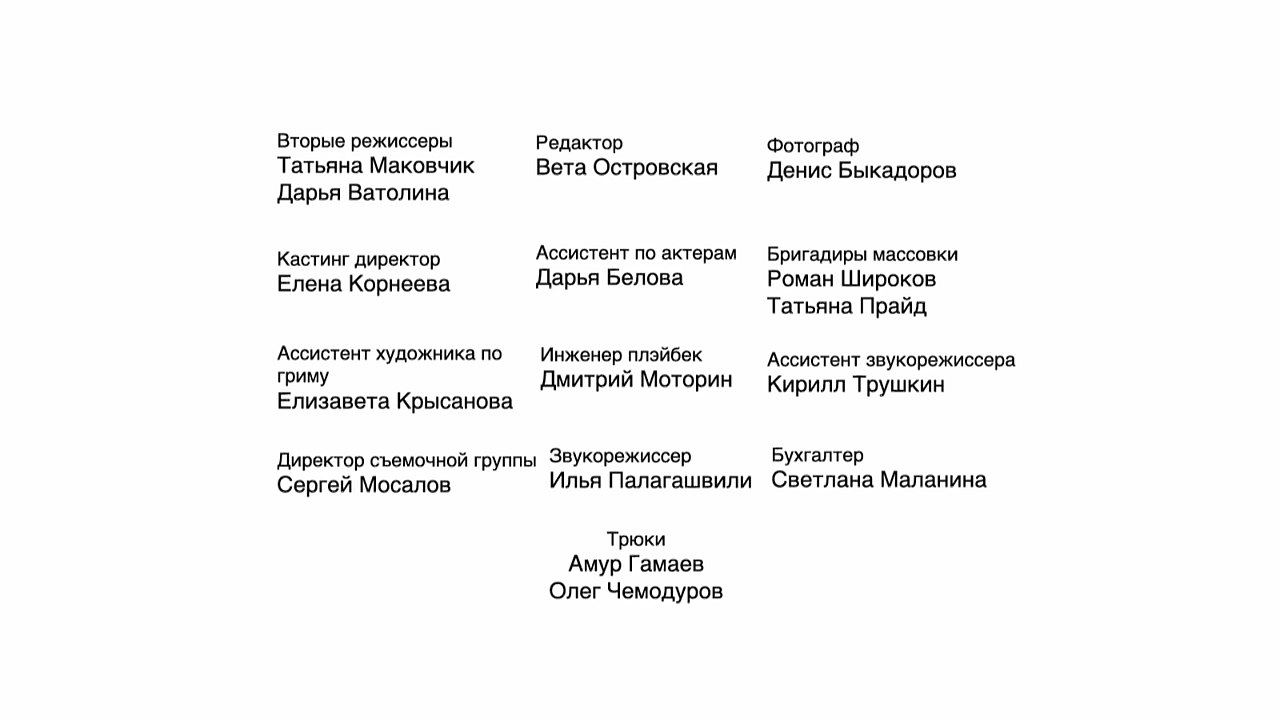 Вторые режиссеры
Татьяна Маковчик
Дарья Ватолина
Редактор
Вета Островская
Фотограф
Денис Быкадоров
Кастинг директор
Елена Корнеева
Ассистент по актерам
Дарья Белова
Бригадиры массовки
Роман Широков
Татьяна Прайд
Ассистент художника по
гриму
Елизавета Крысанова
Инженер плэйбек
Дмитрий Моторин
Ассистент звукорежиссера
Кирилл Трушкин
Директор съемочной группы
Сергей Мосалов
Звукорежиссер
Илья Палагашвили
Бухгалтер
Светлана Маланина
Трюки
Амур Гамаев
Олег Чемодуров